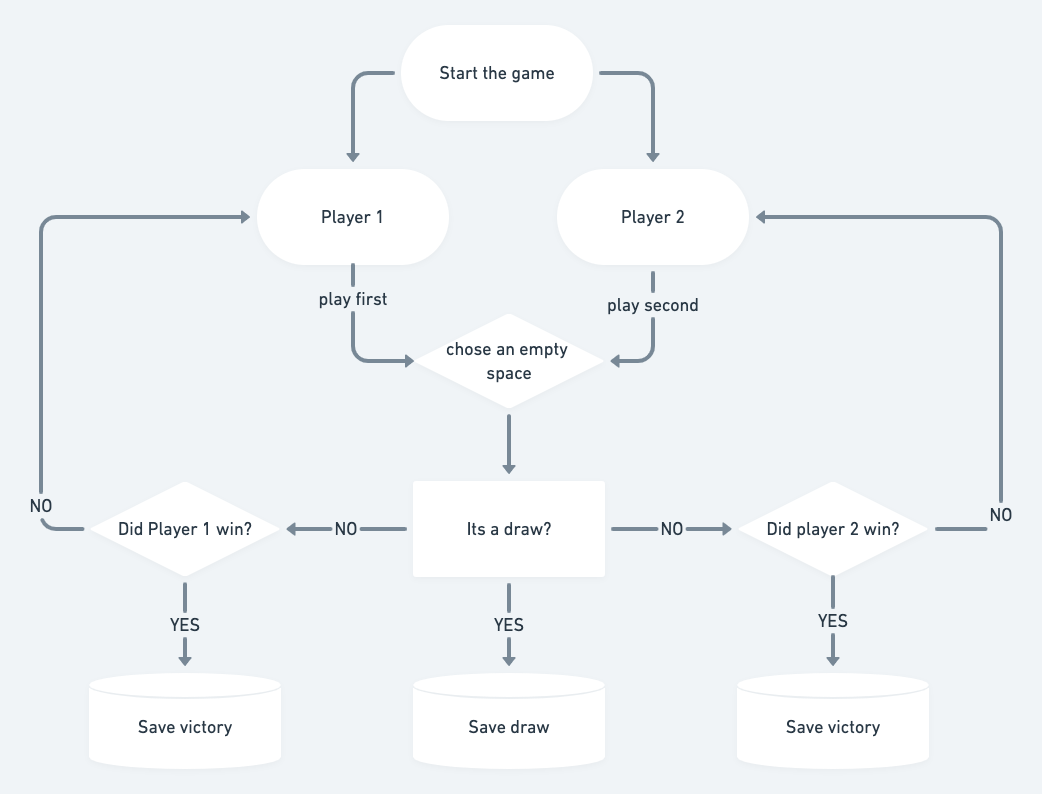 Start the game
Player 1
Player 2
play first
play second
chose an empty
space
NO
NO
Did Player 1 win?
NO
Its a draw?
NO
Did player 2 win?
YES
YES
YES
Save victory
Save draw
Save victory